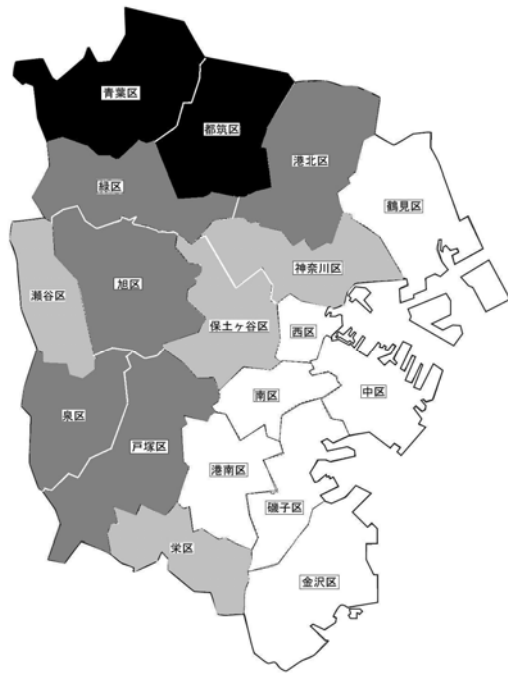 青葉区
都筑区
港北区
緑区
鶴見区
神奈川区
旭区
瀬谷区
保土ヶ谷区
西区
中区
南区
泉区
戸塚区
港南区
磯子区
栄区
金沢区